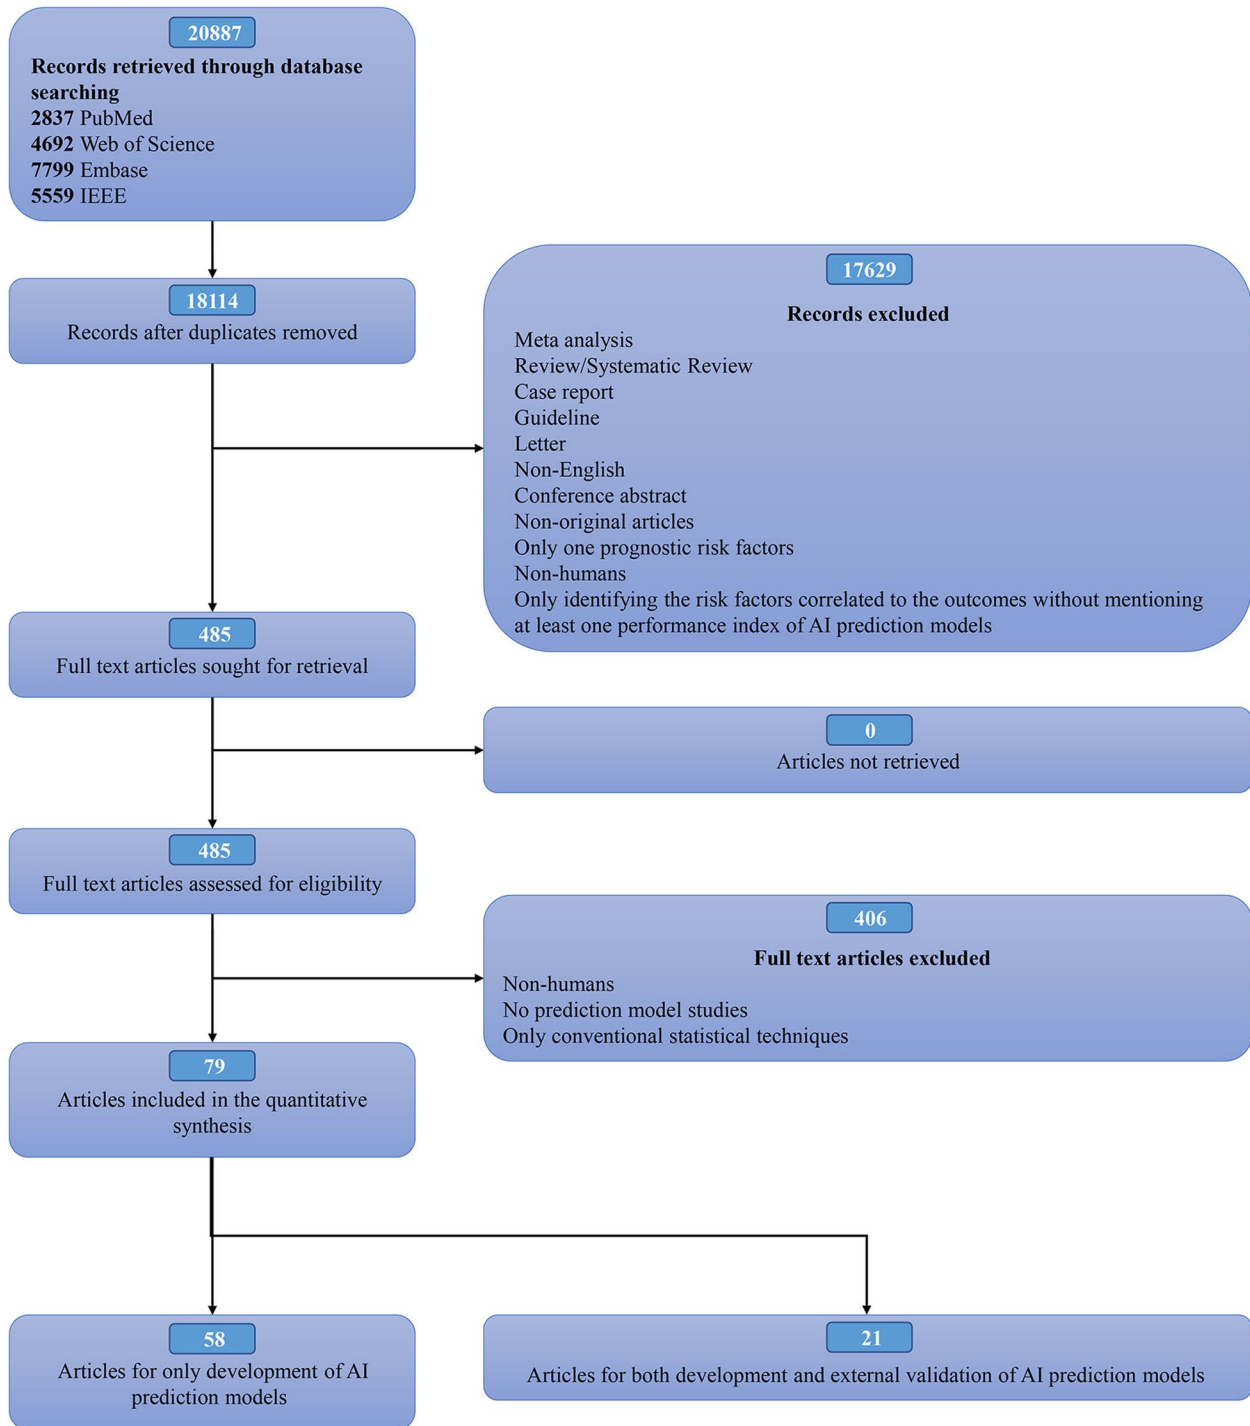 20887
Records retrieved through database
searching
2837 PubMed
4692 Web of Science
7799 Embase
5559 IEEE
18114
Records after duplicates removed
17629
Records excluded
Meta analysis
Review/Systematic Review
Case report
Guideline
Letter
Non-English
Conference abstract
Non-original articles
Only one prognostic risk factors
Non-humans
Only identifying the risk factors correlated to the outcomes without mentioning
at least one performance index of AI prediction models
485
Full text articles sought for retrieval
0
Articles not retrieved
485
Full text articles assessed for eligibility
406
Full text articles excluded
Non-humans
No prediction model studies
Only conventional statistical techniques
79
Articles included in the quantitative
synthesis
58
Articles for only development of AI
prediction models
21
Articles for both development and external validation of AI prediction models